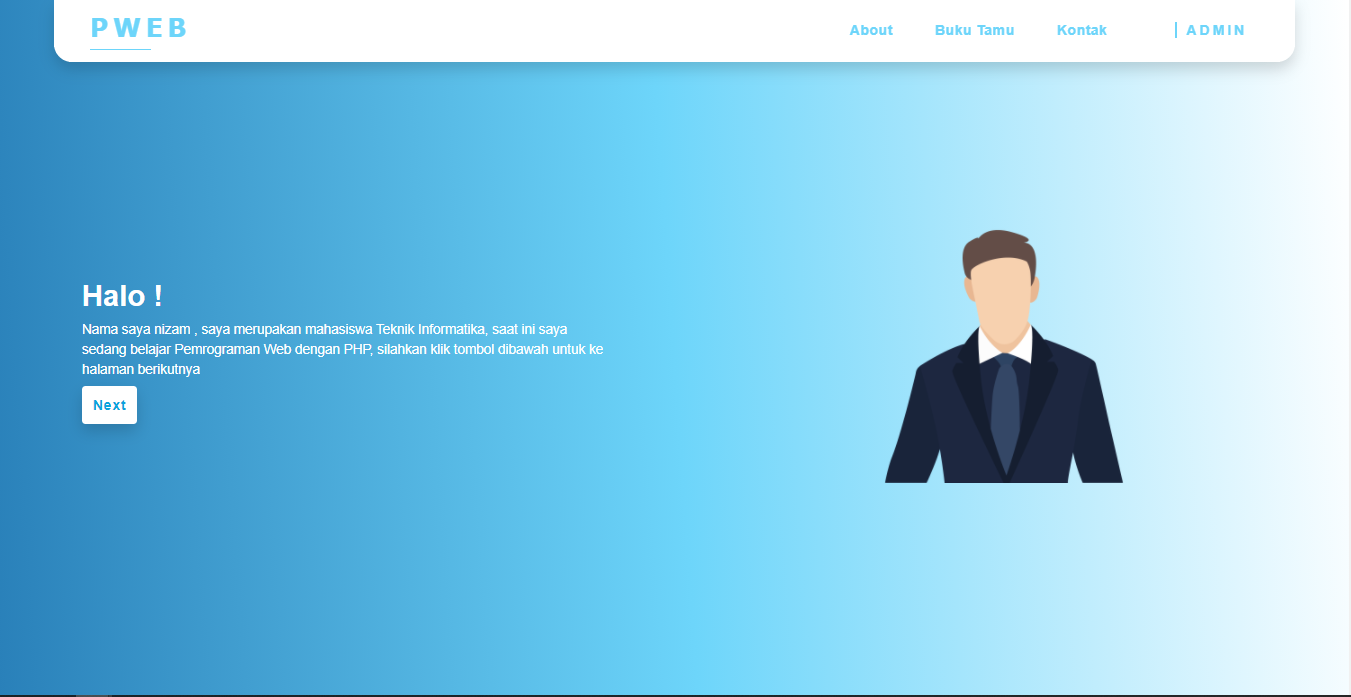 PWEB
About
Buku Tamu
Kontak
ADMIN
Halo !
Nama saya nizam , saya merupakan mahasiswa Teknik Informatika, saat ini saya
sedang belajar Pemrograman Web dengan PHP, silahkan klik tombol dibawah untuk ke
halaman berikutnya
Next